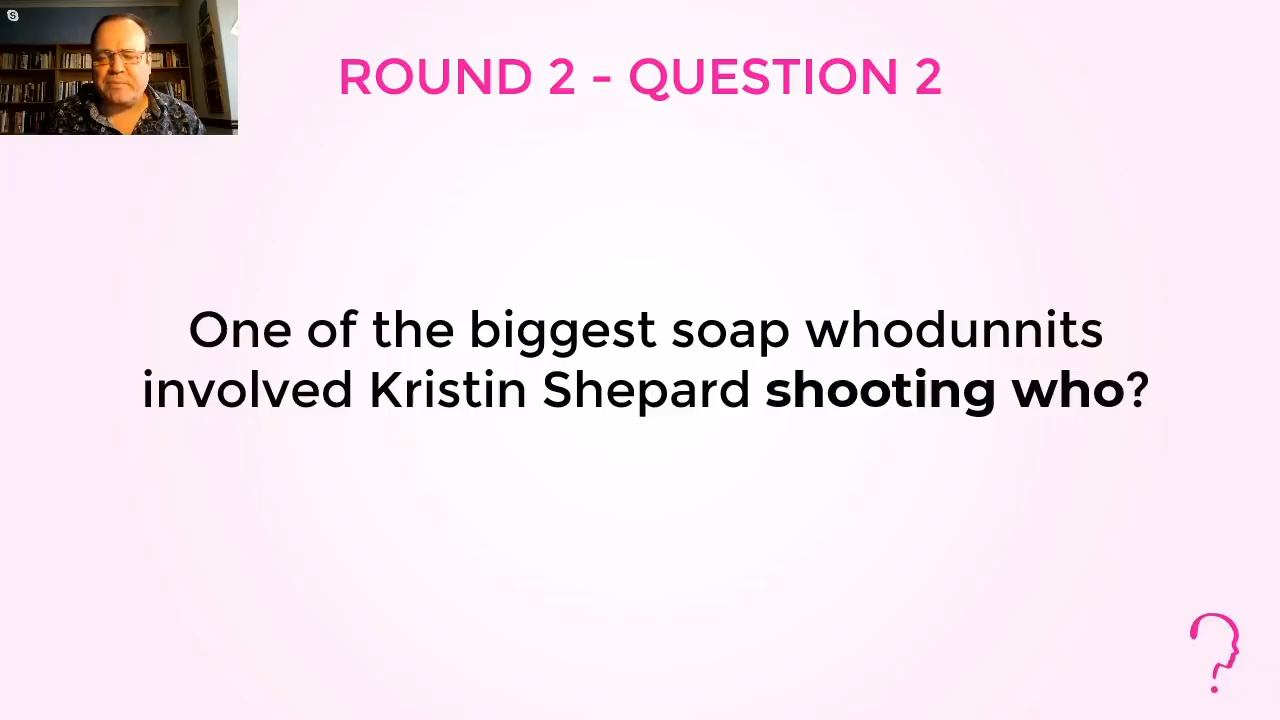 ROUND 2 - QUESTION 2
One of the biggest soap whodunnits
involved Kristin Shepard shooting who?